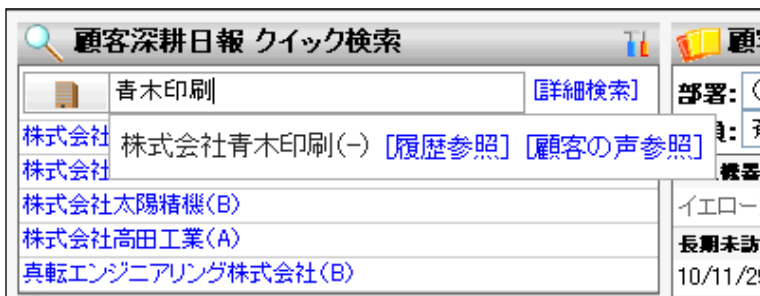 顧客深耕日報 クイック検索
青木印刷
[詳細検索]
株式会社青木印刷(-) [履歴参照] [顧客の声参照]
株式会社
株式会社
株式会社太陽精機(B)
株式会社高田工業(A)
真転エンジニアリング株式会社(B)
顧
部署:
機器
イエロー
長期未訪
10/11/29